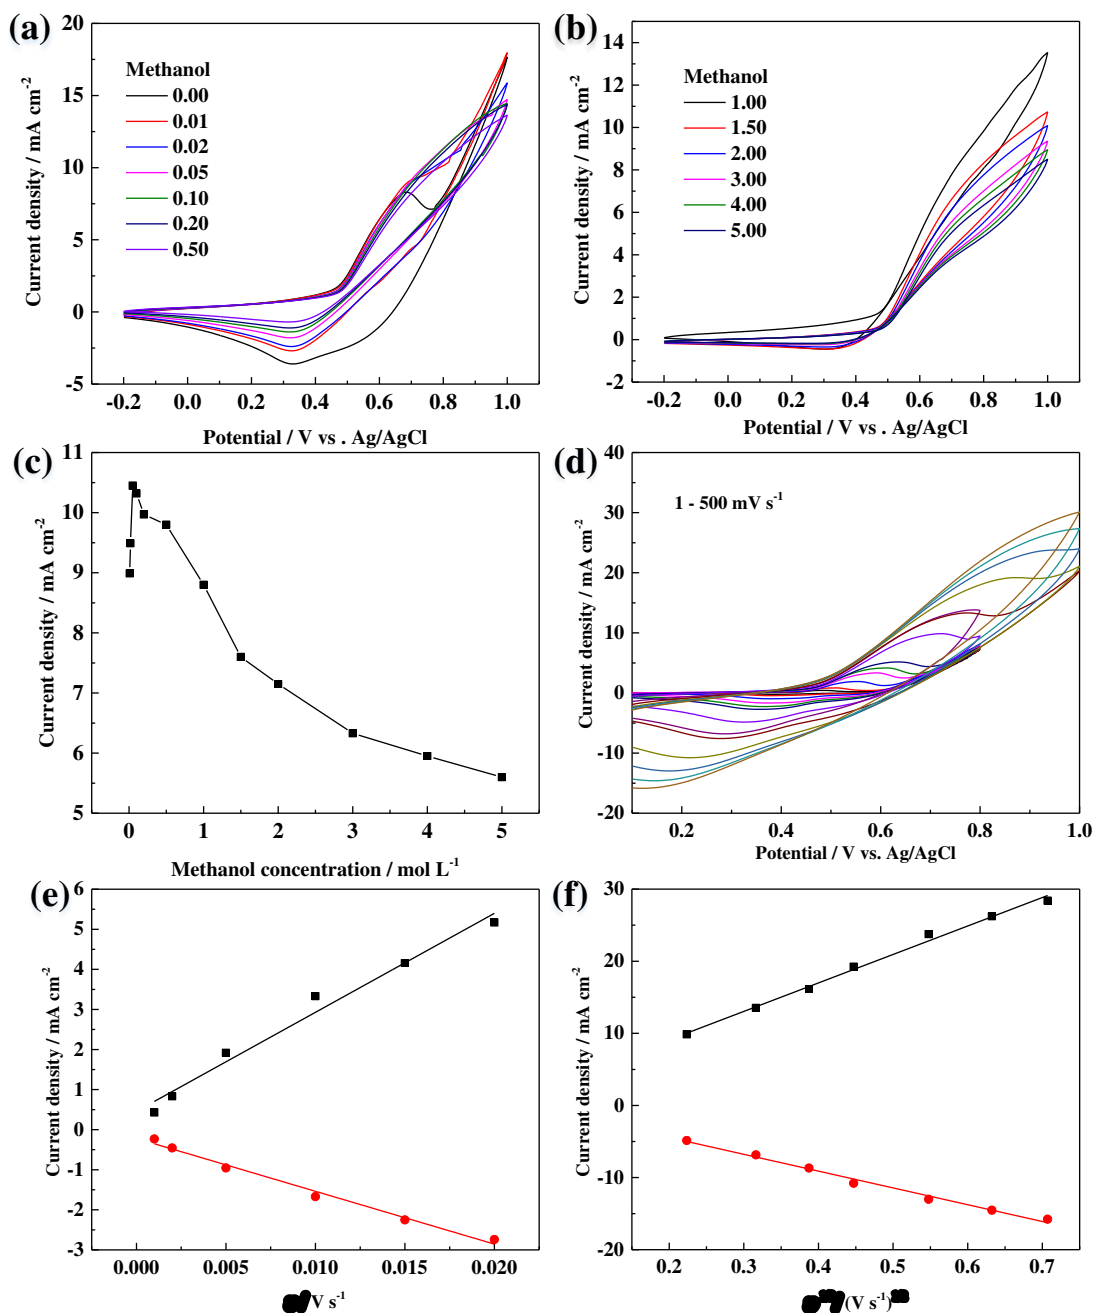 (a)
Current density / mA cm⁻²
20
15
10
5
0
-5
Methanol
0.00
0.01
0.02
0.05
0.10
0.20
0.50
-0.2 0.0 0.2 0.4 0.6 0.8 1.0
Potential / V vs . Ag/AgCl
(b)
Current density / mA cm⁻²
14
12
10
8
6
4
2
0
-2
Methanol
1.00
1.50
2.00
3.00
4.00
5.00
-0.2 0.0 0.2 0.4 0.6 0.8 1.0
Potential / V vs . Ag/AgCl
(c)
Current density / mA cm⁻²
11
10
9
8
7
6
5
0 1 2 3 4 5
Methanol concentration / mol L⁻¹
(d)
Current density / mA cm⁻²
40
30
20
10
0
-10
-20
1 - 500 mV s⁻¹
0.2 0.4 0.6 0.8 1.0
Potential / V vs. Ag/AgCl
(e)
Current density / mA cm⁻²
6
5
4
3
2
1
0
-1
-2
-3
0.000 0.005 0.010 0.015 0.020
V s⁻¹
(f)
Current density / mA cm⁻²
30
20
10
0
-10
-20
0.2 0.3 0.4 0.5 0.6 0.7
(V s⁻¹)